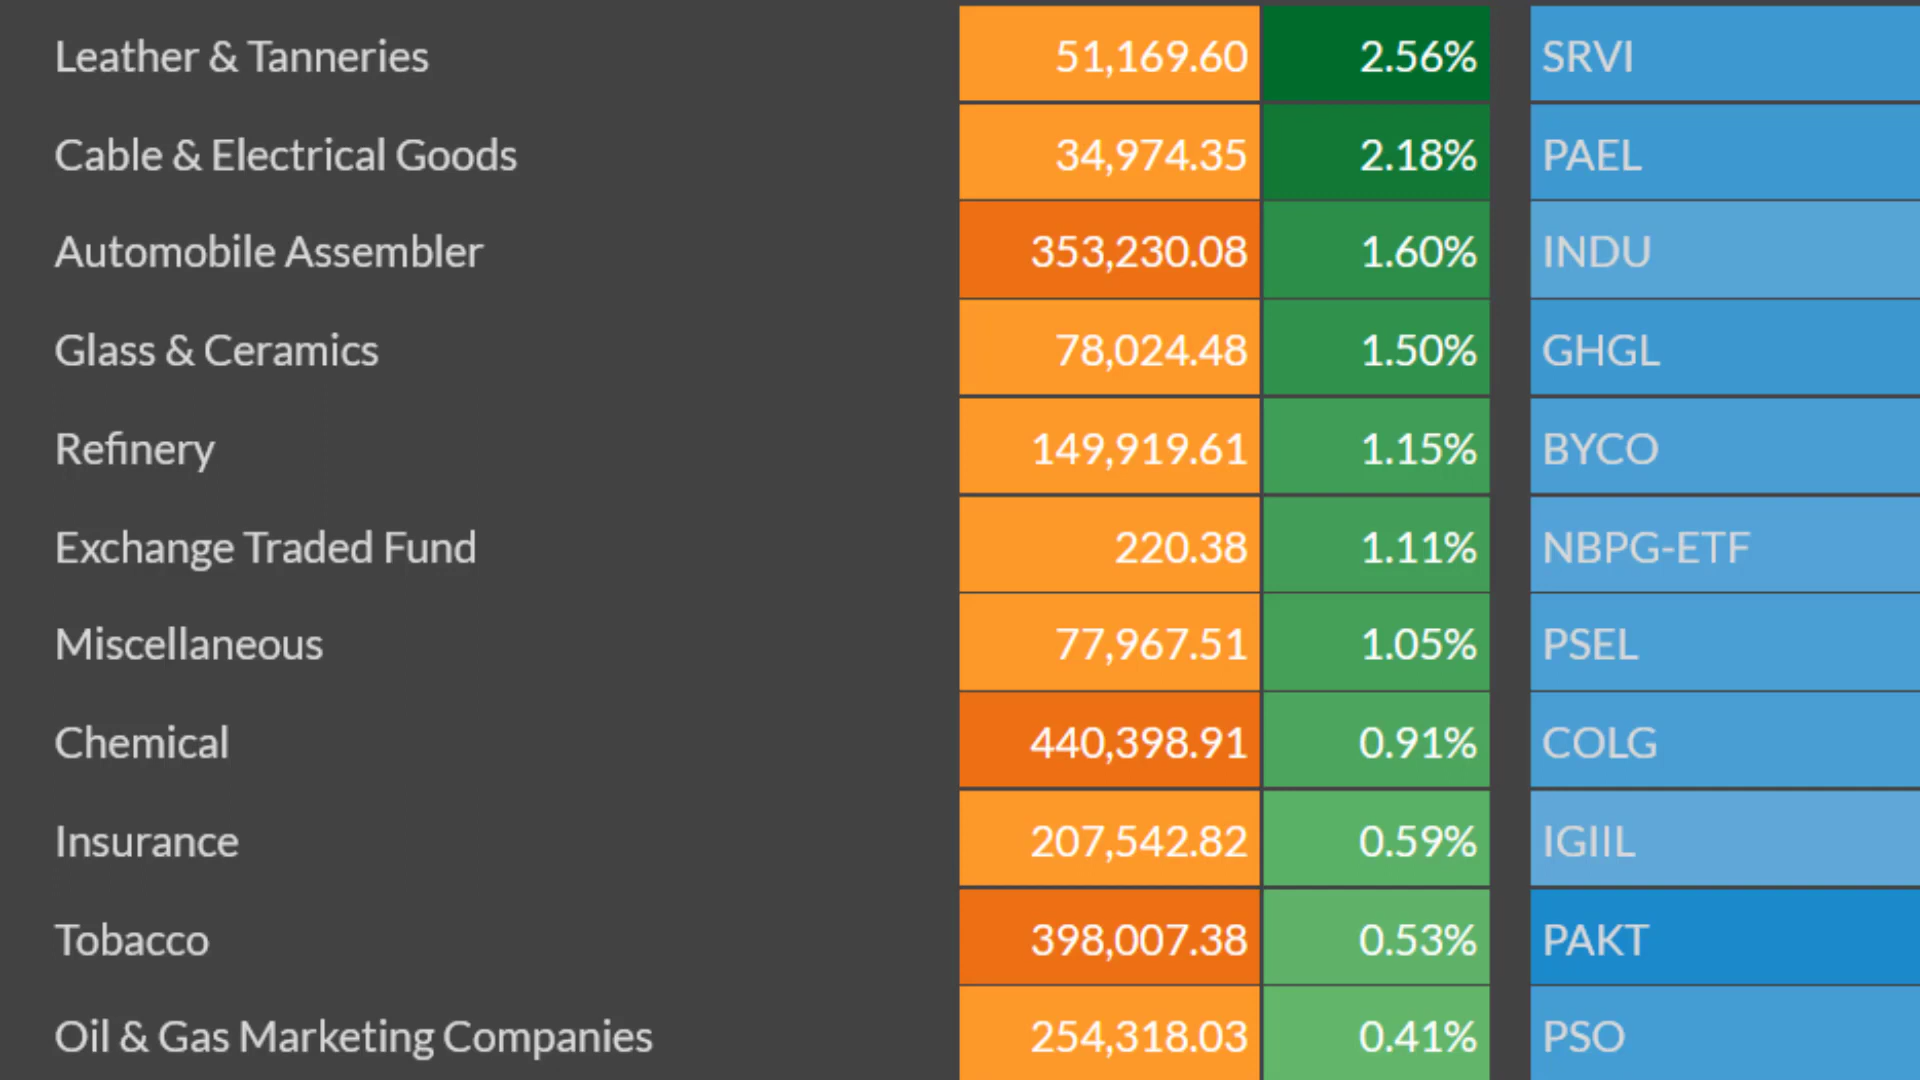 Leather & Tanneries 51,169.60 2.56% SRVI
Cable & Electrical Goods 34,974.35 2.18% PAEL
Automobile Assembler 353,230.08 1.60% INDU
Glass & Ceramics 78,024.48 1.50% GHGL
Refinery 149,919.61 1.15% BYCO
Exchange Traded Fund 220.38 1.11% NBPG-ETF
Miscellaneous 77,967.51 1.05% PSEL
Chemical 440,398.91 0.91% COLG
Insurance 207,542.82 0.59% IGIIL
Tobacco 398,007.38 0.53% PAKT
Oil & Gas Marketing Companies 254,318.03 0.41% PSO